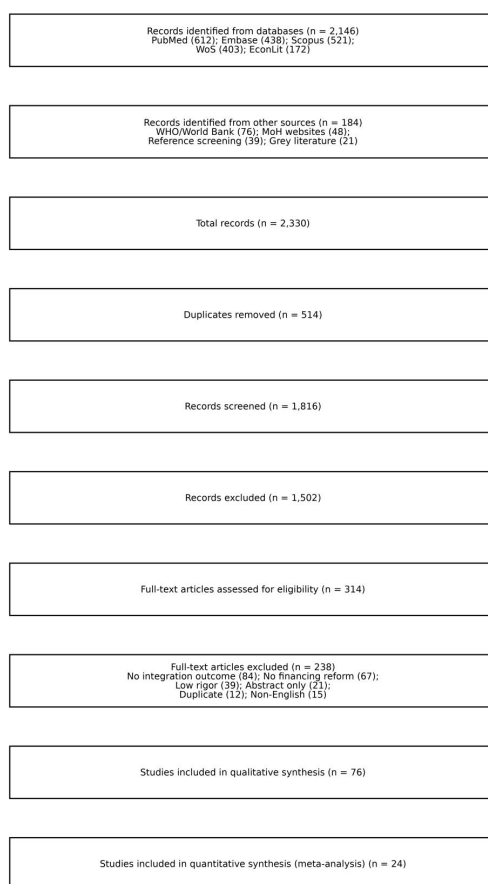 Records identified from databases (n = 2,146)
PubMed (612); Embase (438); Scopus (521);
WoS (403); EconLit (172)
Records identified from other sources (n = 184)
WHO/World Bank (76); MoH websites (48);
Reference screening (39); Grey literature (21)
Total records (n = 2,330)
Duplicates removed (n = 514)
Records screened (n = 1,816)
Records excluded (n = 1,502)
Full-text articles assessed for eligibility (n = 314)
Full-text articles excluded (n = 238)
No integration outcome (84); No financing reform (67);
Low rigor (39); Abstract only (21);
Duplicate (12); Non-English (15)
Studies included in qualitative synthesis (n = 76)
Studies included in quantitative synthesis (meta-analysis) (n = 24)